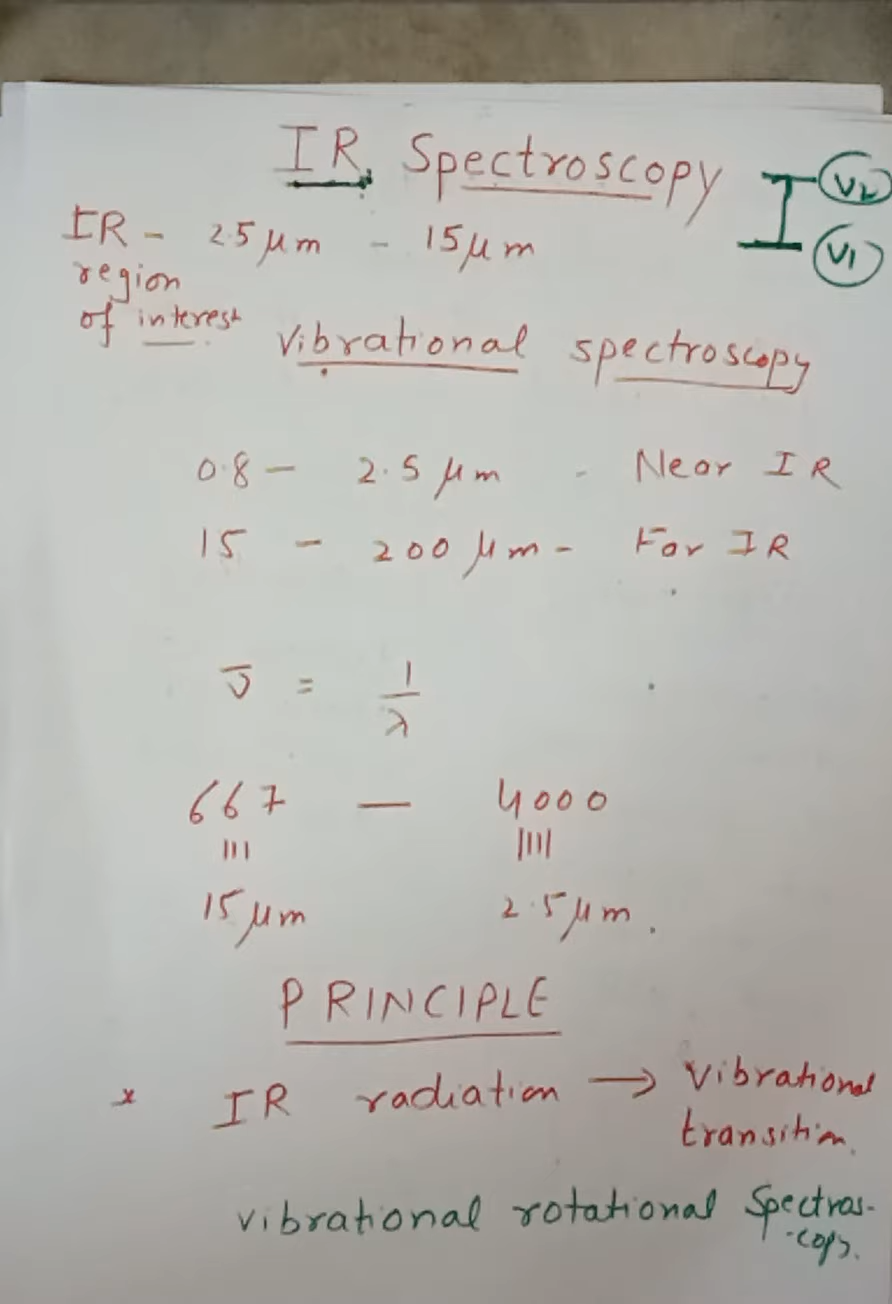 IR Spectroscopy
V2
V1
IR - 2.5 μm - 15 μm
region
of interest
Vibrational spectroscopy
0.8 - 2.5 μm - Near IR
15 - 200 μm - Far IR
ν̅ = 1/λ
667 — 4000
15 μm 2.5 μm.
PRINCIPLE
* IR radiation → Vibrational
transition.
vibrational rotational Spectros-
-copy.